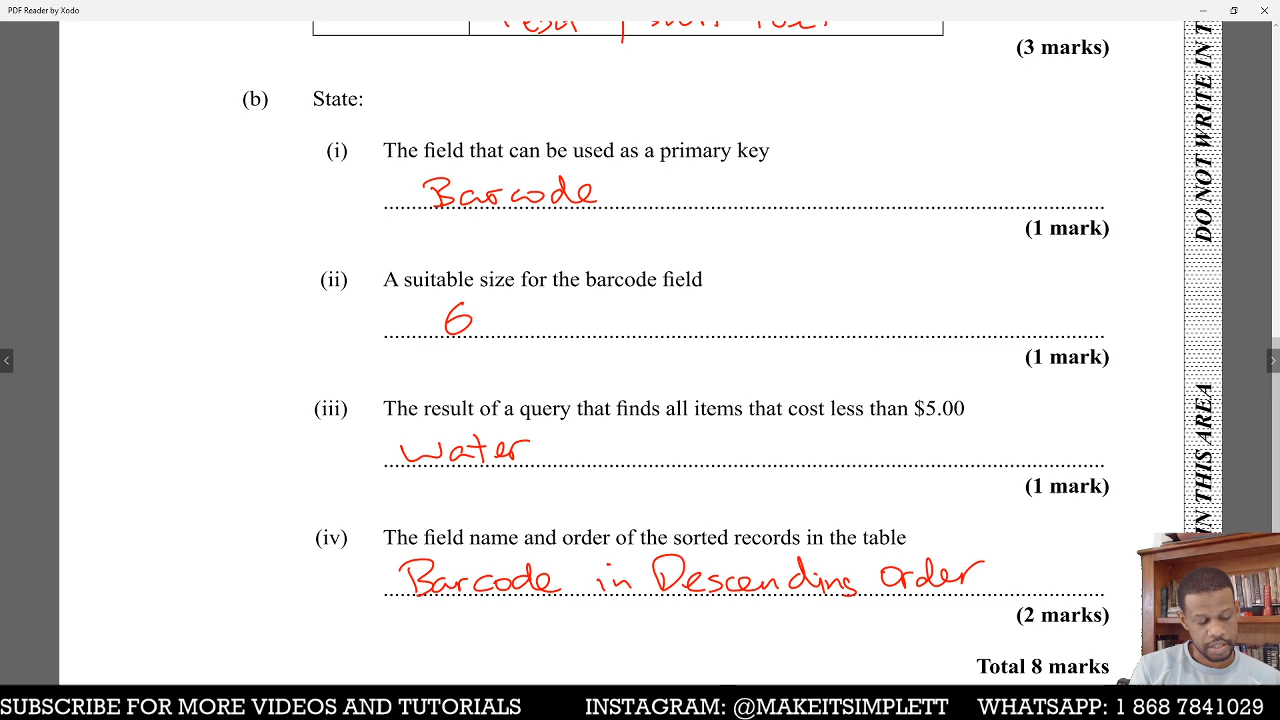 PDF Reader by Xodo
(3 marks)
DO NOT WRITE IN T
(b) State:
(i) The field that can be used as a primary key
Barcode
(1 mark)
(ii) A suitable size for the barcode field
6
(1 mark)
(iii) The result of a query that finds all items that cost less than $5.00
water
(1 mark)
IN THIS AREA
(iv) The field name and order of the sorted records in the table
Barcode in Descending order
(2 marks)
Total 8 marks
SUBSCRIBE FOR MORE VIDEOS AND TUTORIALS INSTAGRAM: @MAKEITSIMPLETT WHATSAPP: 1 868 7841029